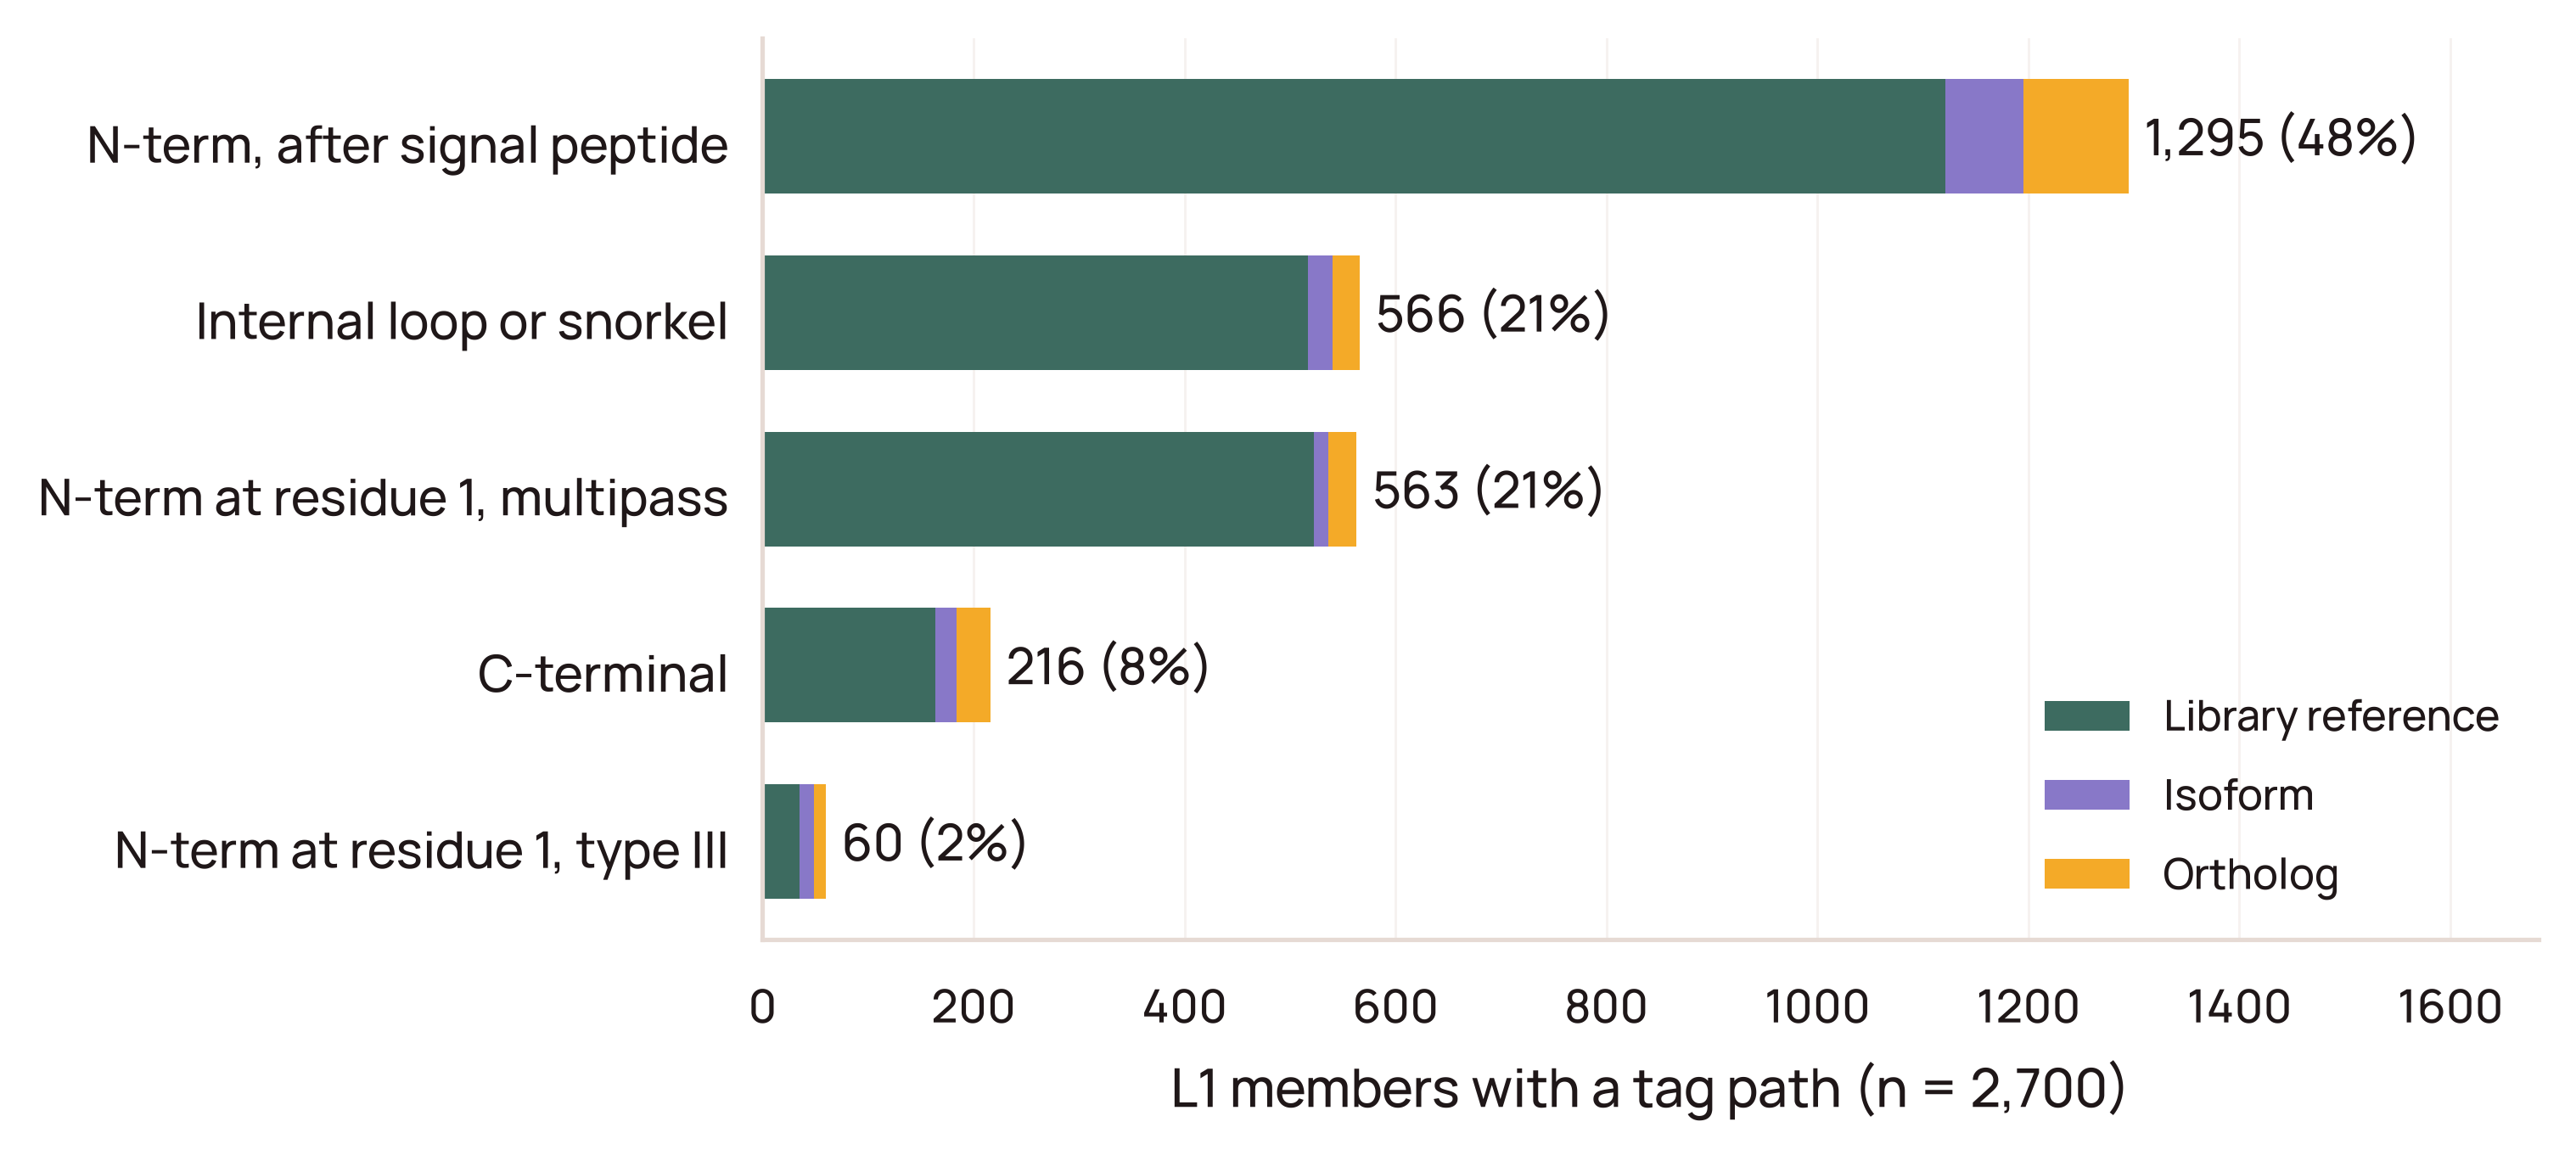 N-term, after signal peptide
1,295 (48%)
Internal loop or snorkel
566 (21%)
N-term at residue 1, multipass
563 (21%)
C-terminal
216 (8%)
N-term at residue 1, type III
60 (2%)
Library reference
Isoform
Ortholog
0 200 400 600 800 1000 1200 1400 1600
L1 members with a tag path (n = 2,700)